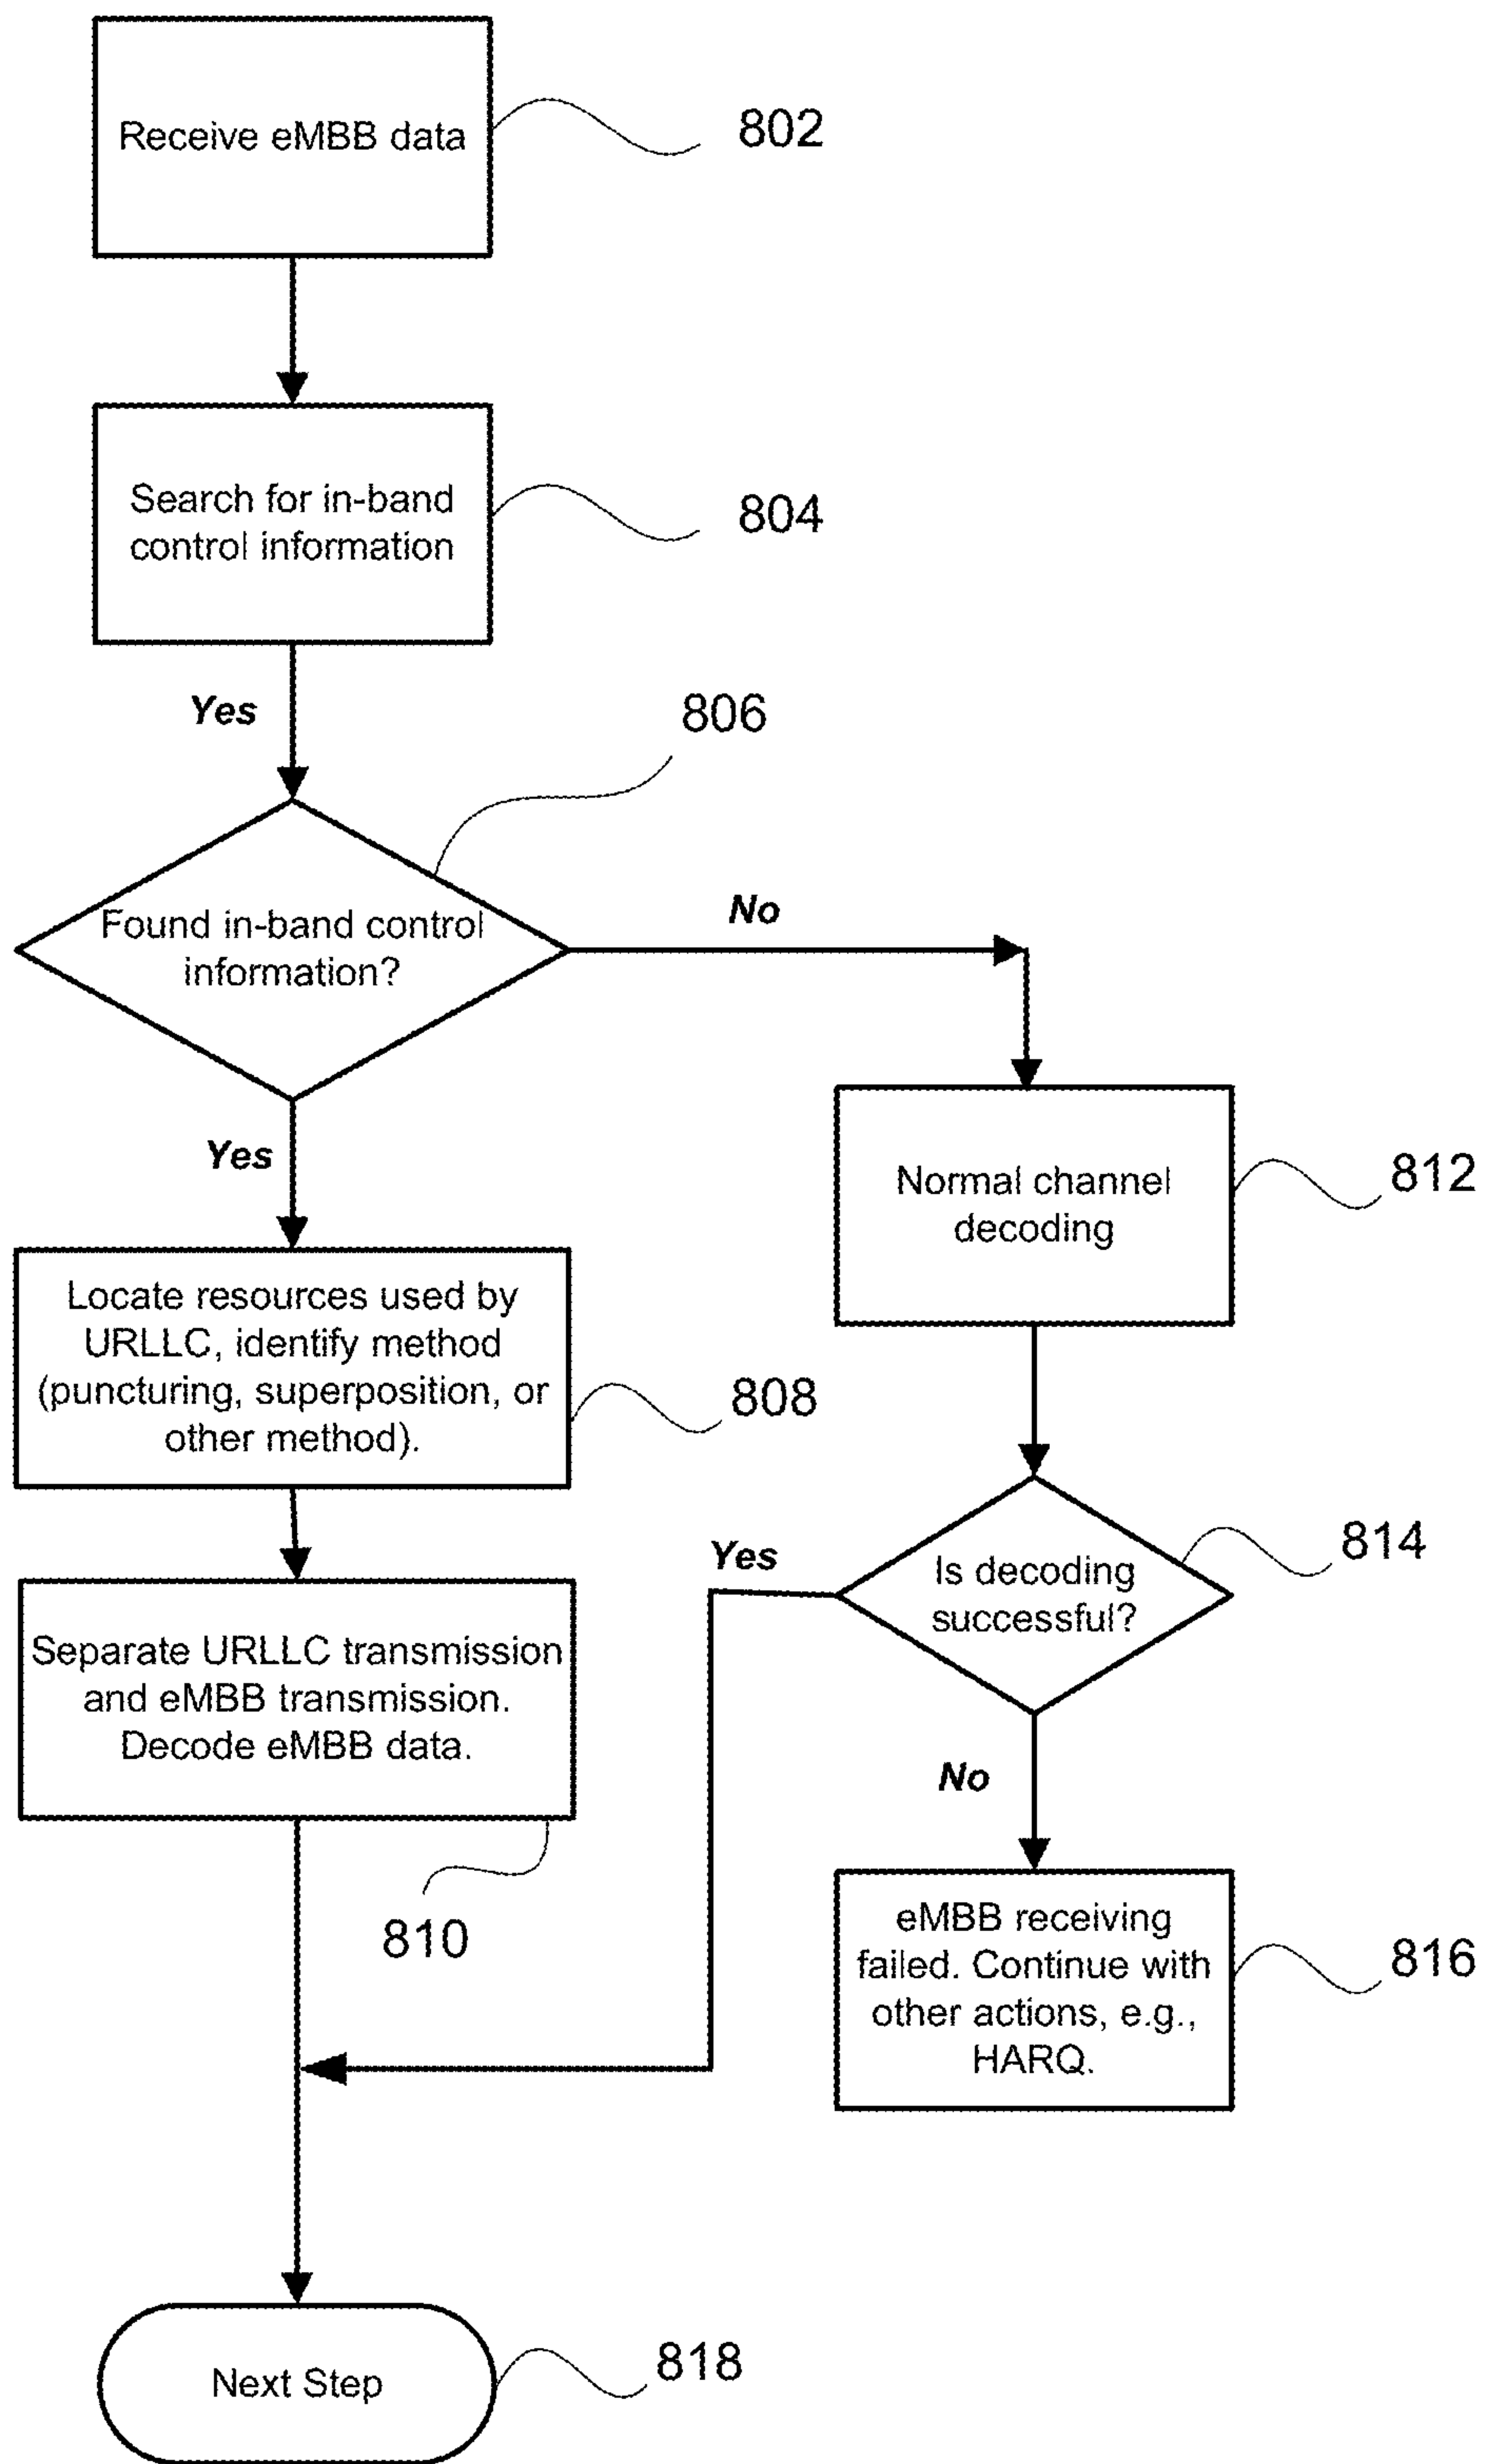 Receive eMBB data
802
Search for in-band
control information
804
Yes
806
Found in-band control
information?
No
Yes
Normal channel
decoding
812
Locate resources used by
URLLC, identify method
(puncturing, superposition, or
other method).
808
Yes
Is decoding
successful?
814
Separate URLLC transmission
and eMBB transmission.
Decode eMBB data.
810
No
eMBB receiving
failed. Continue with
other actions, e.g.,
HARQ.
816
Next Step
818